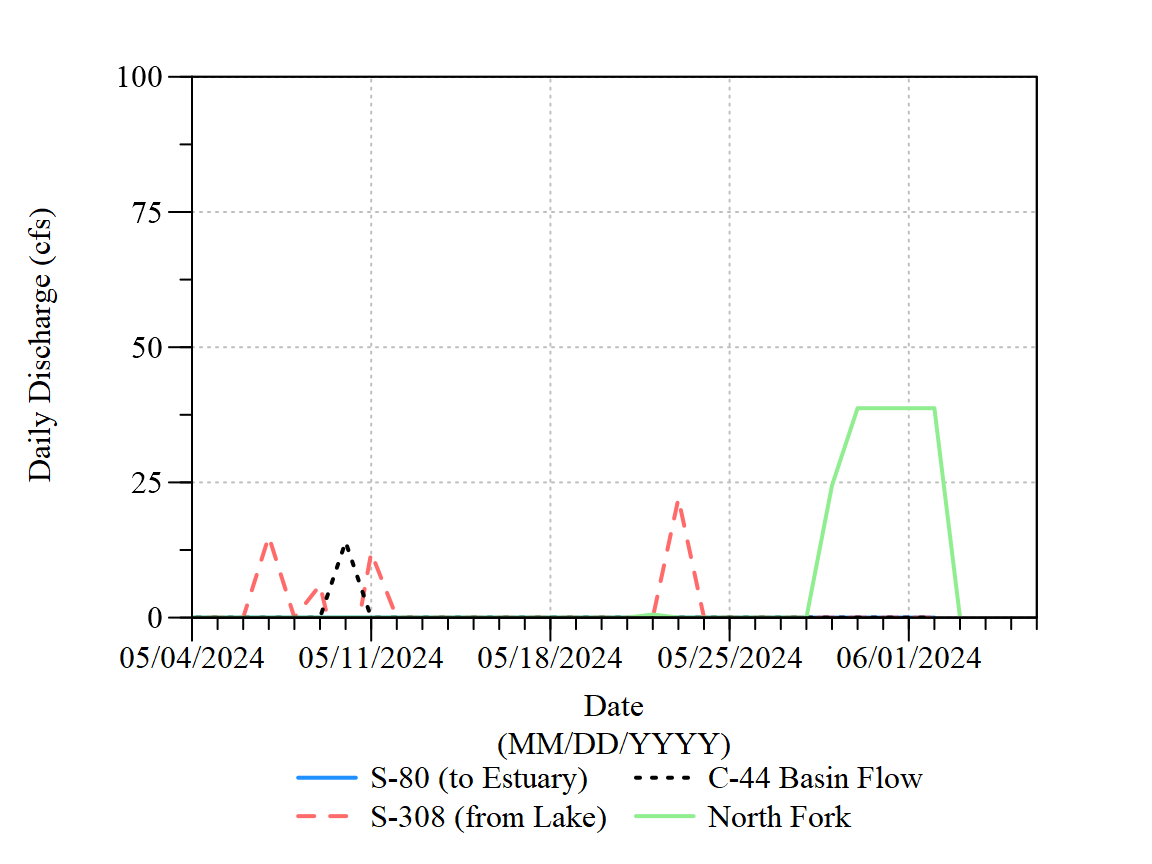 100
75
50
25
0
Daily Discharge (cfs)
05/04/2024 05/11/2024 05/18/2024 05/25/2024 06/01/2024
Date
(MM/DD/YYYY)
S-80 (to Estuary) C-44 Basin Flow
S-308 (from Lake) North Fork